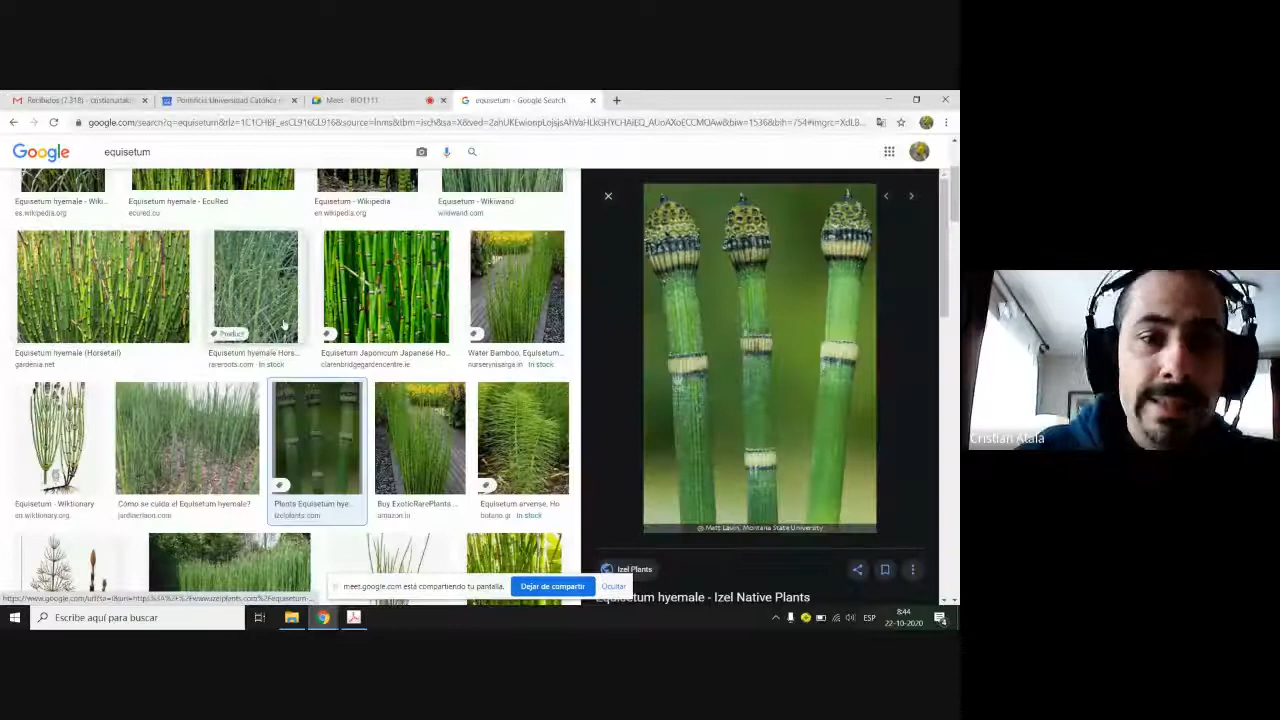 Recibidos (7.318) - cristian.atala
Pontificia Universidad Católica
Meet - BIO1111
equisetum - Google Search
Google
equisetum
Equisetum hyemale - Wiki...
es.wikipedia.org
Equisetum hyemale - EcuRed
ecured.cu
Equisetum - Wikipedia
en.wikipedia.org
Equisetum - Wikiwand
wikiwand.com
Product
Equisetum hyemale (Horsetail)
gardenia.net
Equisetum hyemale Hors...
rareroots.com · In stock
Equisetum Japonicum Japanese Ho...
clarenbridgegardencentre.ie
Water Bamboo, Equisetum...
nurserynisarga.in · In stock
Equisetum - Wiktionary
en.wiktionary.org
Cómo se cuida el Equisetum hyemale?
jardineriaon.com
Plants Equisetum hye...
izelplants.com
Buy ExoticRarePlants ...
amazon.in
Equisetum arvense, Ho
In stock
© Matt Lavin, Montana State University
Izel Plants
Equisetum hyemale - Izel Native Plants
meet.google.com está compartiendo tu pantalla.
Dejar de compartir
Ocultar
Escribe aquí para buscar
ESP
8:44
22-10-2020
Cristian Atala